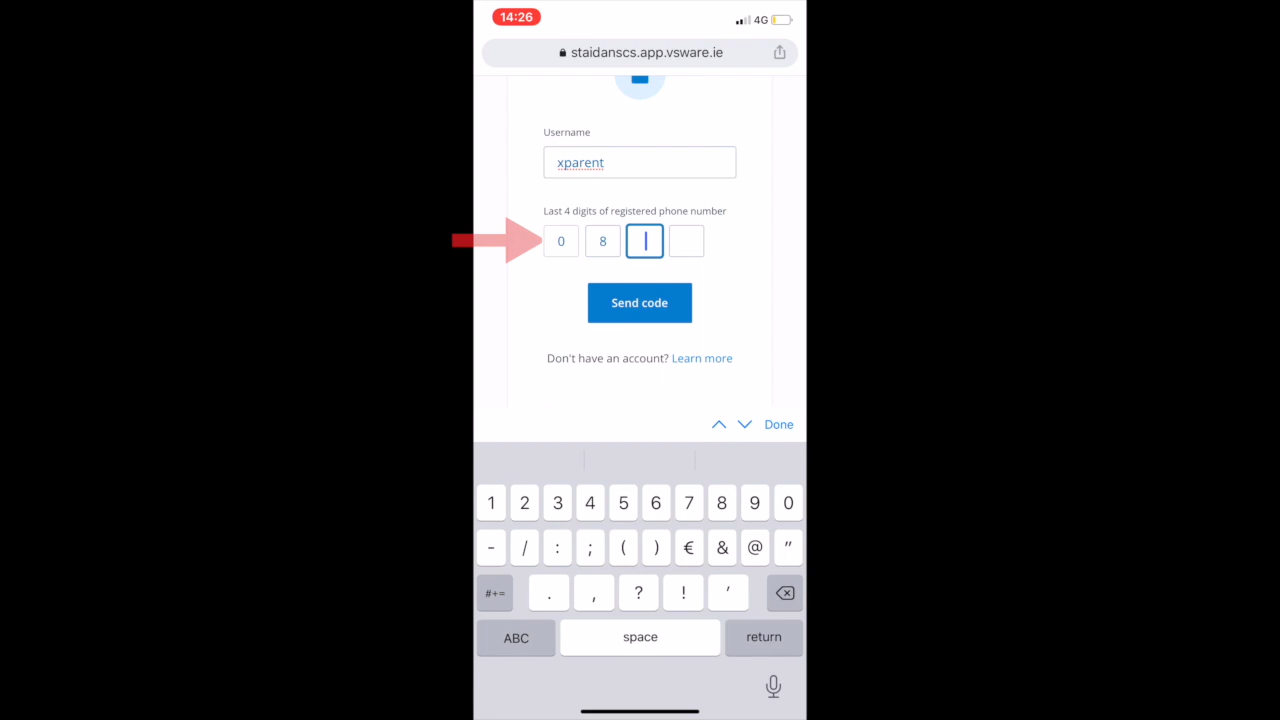 14:26
4G
staidanscs.app.vsware.ie
Username
xparent
Last 4 digits of registered phone number
0 8
Send code
Don't have an account? Learn more
Done
1 2 3 4 5 6 7 8 9 0
- / : ; ( ) € & @ "
#+= . , ? ! '
ABC space return